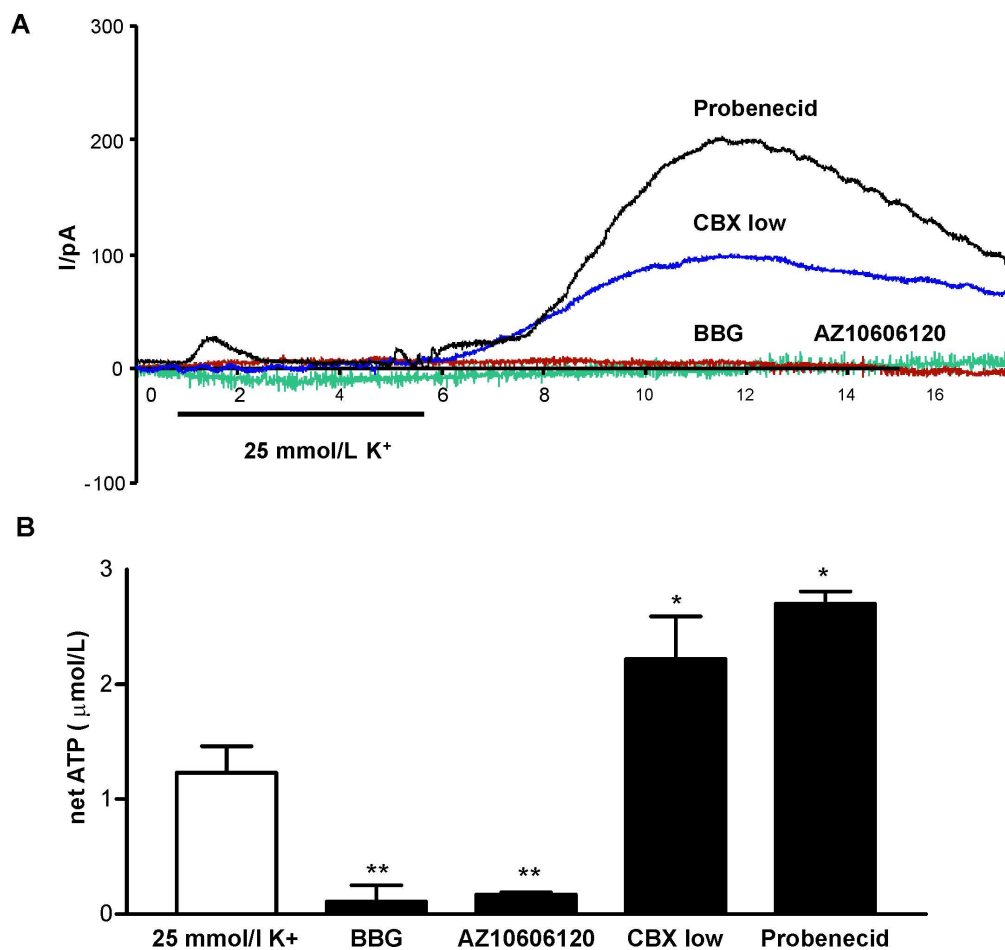 A
300
200
100
0
-100
I/pA
Probenecid
CBX low
BBG AZ10606120
0 2 4 6 8 10 12 14 16
25 mmol/L K⁺
B
3
2
1
0
net ATP ( μmol/L)
* *
** **
25 mmol/l K+ BBG AZ10606120 CBX low Probenecid